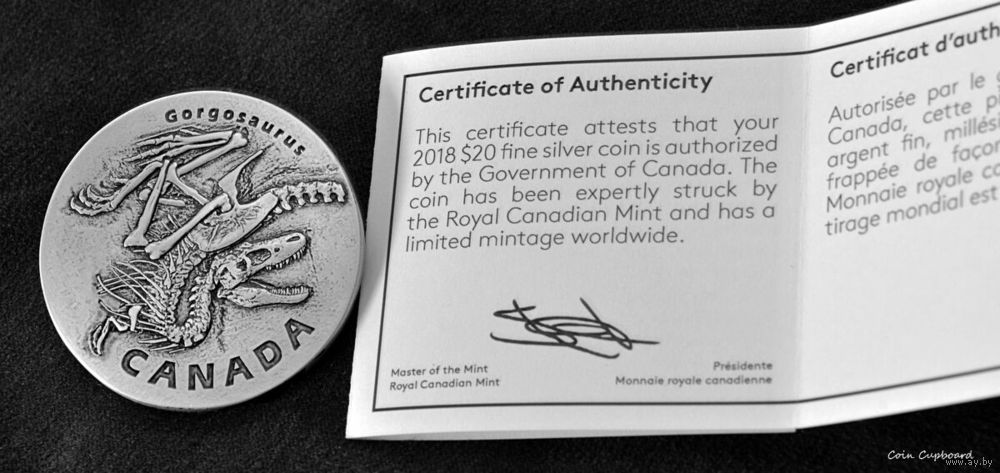 Gorgosaurus
CANADA
Certificate of Authenticity
This certificate attests that your
2018 $20 fine silver coin is authorized
by the Government of Canada. The
coin has been expertly struck by
the Royal Canadian Mint and has a
limited mintage worldwide.
Master of the Mint
Royal Canadian Mint
Présidente
Monnaie royale canadienne
Certificat d'auth
Autorisée par le
Canada, cette
argent fin, millési
frappée de façon
Monnaie royale
tirage mondial est
Coin Cupboard
www.ay.by